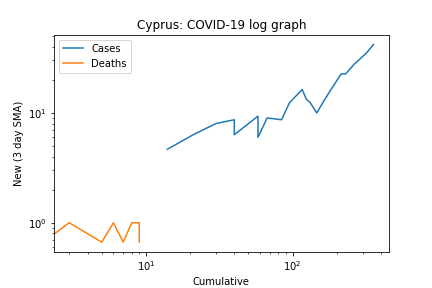 Cyprus: COVID-19 log graph
Cases
Deaths
New (3 day SMA)
10¹
10⁰
10¹
10²
Cumulative